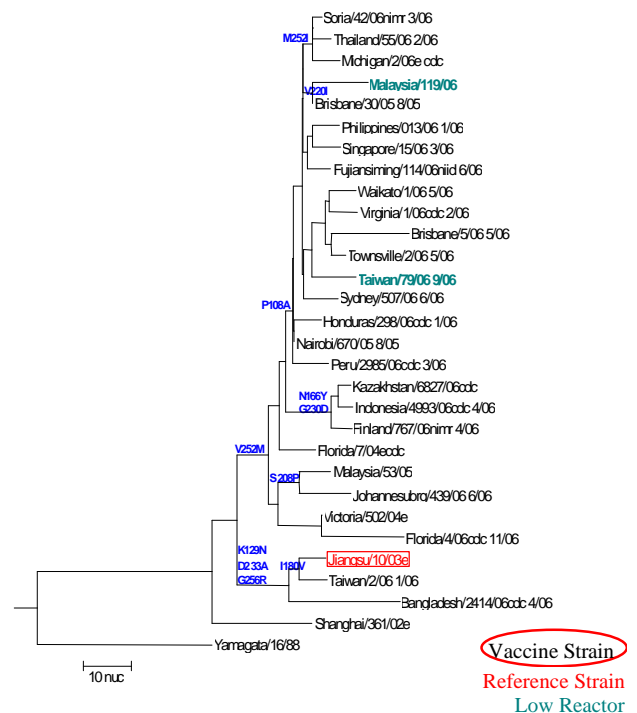 Soria/42/06nimr 3/06
M252I
Thailand/55/06 2/06
Michigan/2/06e cdc
Malaysia/119/06
V220I
Brisbane/30/05 8/05
Philippines/013/06 1/06
Singapore/15/06 3/06
Fujiansiming/114/06niid 6/06
Waikato/1/06 5/06
Virginia/1/06cdc 2/06
Brisbane/5/06 5/06
Townsville/2/06 5/06
Taiwan/79/06 9/06
Sydney/507/06 6/06
P108A
Honduras/298/06cdc 1/06
Nairobi/670/05 8/05
Peru/2985/06cdc 3/06
Kazakhstan/6827/06cdc
N166Y
Indonesia/4993/06cdc 4/06
G230D
Finland/767/06nimr 4/06
V252M
Florida/7/04ecdc
Malaysia/53/05
S208P
Johannesubrg/439/06 6/06
Victoria/502/04e
Florida/4/06cdc 11/06
K129N
D233A
I180V
Jiangsu/10/03e
G256R
Taiwan/2/06 1/06
Bangladesh/2414/06cdc 4/06
Shanghai/361/02e
Yamagata/16/88
10 nuc
Vaccine Strain
Reference Strain
Low Reactor